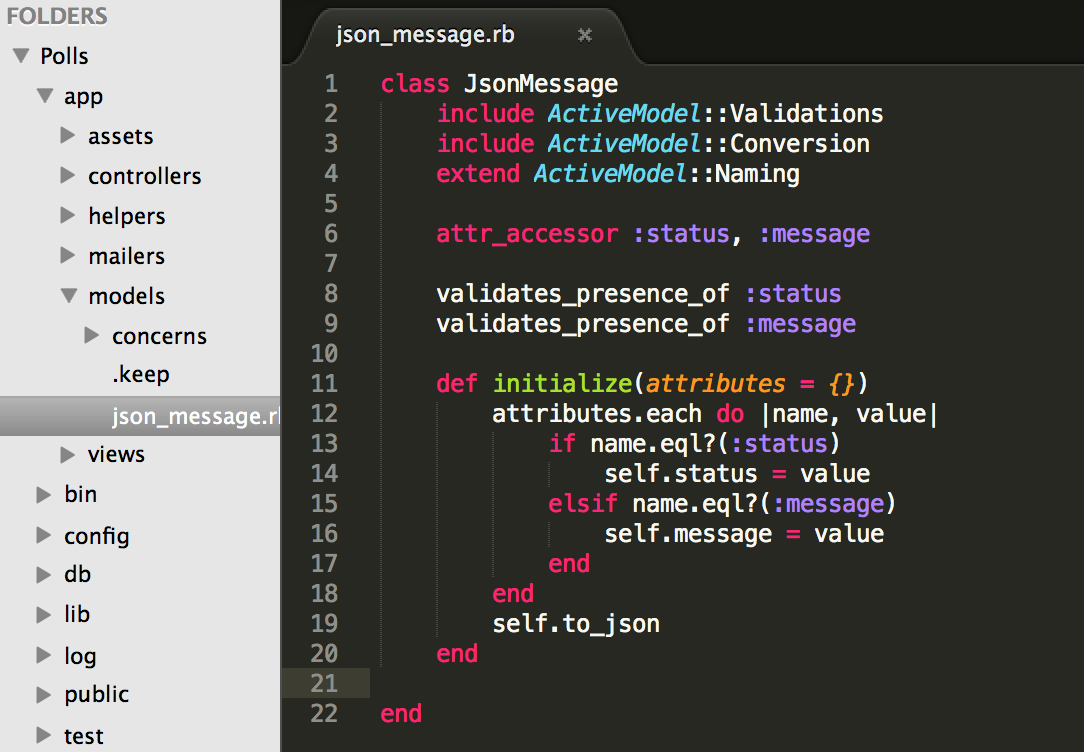 FOLDERS
Polls
app
assets
controllers
helpers
mailers
models
concerns
.keep
json_message.r
views
bin
config
db
lib
log
public
test
json_message.rb ×
1 class JsonMessage
2 include ActiveModel::Validations
3 include ActiveModel::Conversion
4 extend ActiveModel::Naming
5
6 attr_accessor :status, :message
7
8 validates_presence_of :status
9 validates_presence_of :message
10
11 def initialize(attributes = {})
12 attributes.each do |name, value|
13 if name.eql?(:status)
14 self.status = value
15 elsif name.eql?(:message)
16 self.message = value
17 end
18 end
19 self.to_json
20 end
21
22 end